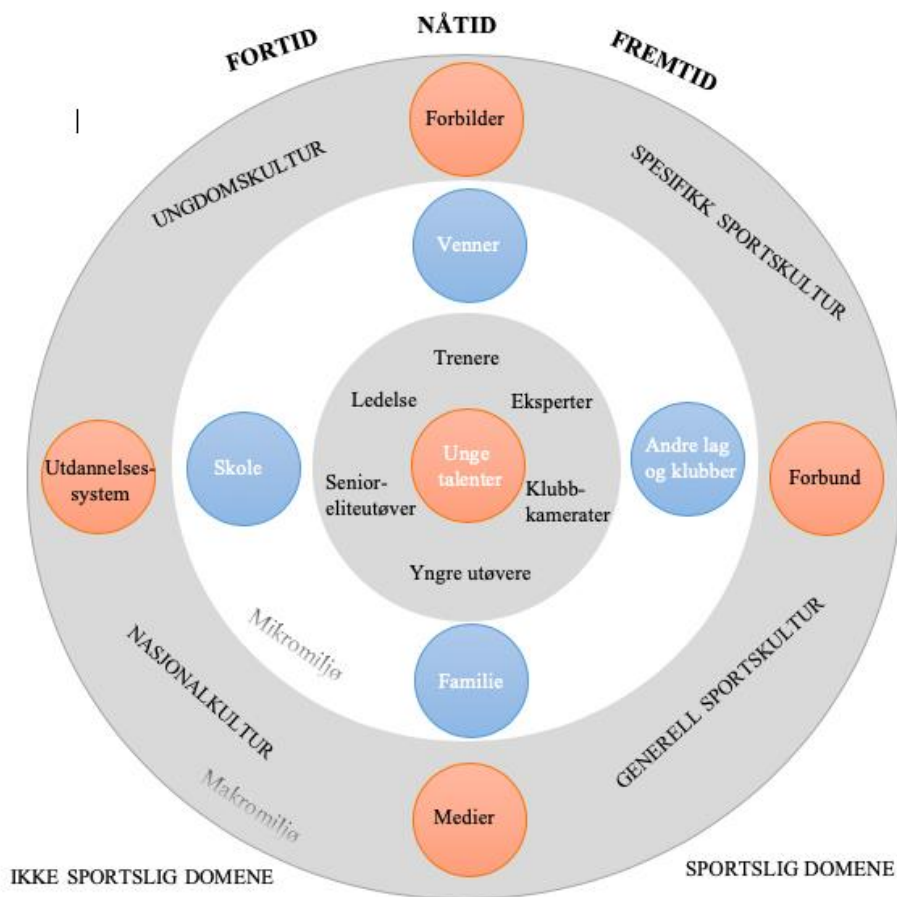 FORTID
NÅTID
FREMTID
Forbilder
UNGDOMSKULTUR
SPESIFIKK SPORTSKULTUR
Venner
Trenere
Ledelse
Eksperter
Utdannelses-
system
Skole
Unge
talenter
Andre lag
og klubber
Forbund
Senior-
eliteutøver
Klubb-
kamerater
Yngre utøvere
Mikromiljø
NASJONALKULTUR
Familie
GENERELL SPORTSKULTUR
Makromiljø
Medier
IKKE SPORTSLIG DOMENE
SPORTSLIG DOMENE